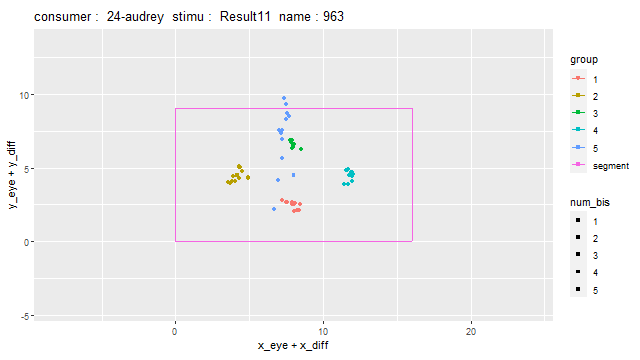 consumer :  24-audrey  stimu :  Result11  name : 963
y_eye + y_diff
10
5
0
-5
0
10
20
x_eye + x_diff
group
1
2
3
4
5
segment
num_bis
1
2
3
4
5